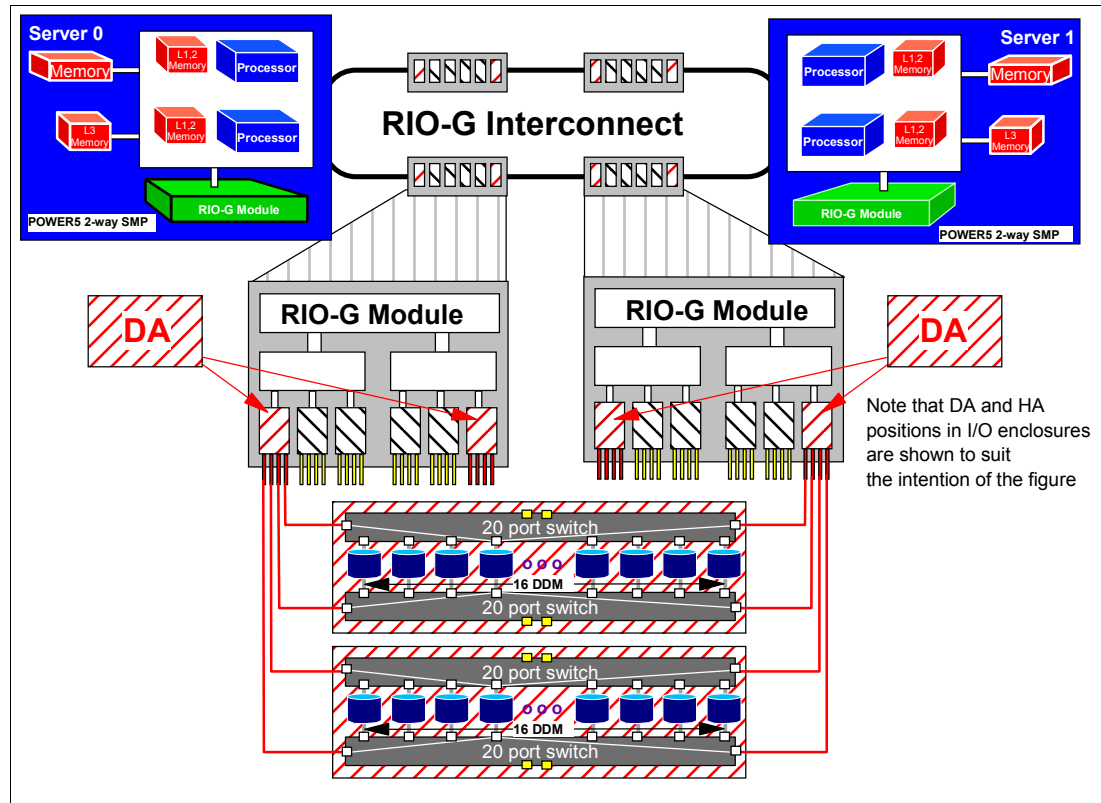 Server 0
Memory
L1,2
Memory
Processor
L3
Memory
L1,2
Memory
Processor
RIO-G Module
POWER5 2-way SMP
RIO-G Interconnect
Server 1
Processor
L1,2
Memory
Memory
Processor
L1,2
Memory
L3
Memory
RIO-G Module
POWER5 2-way SMP
RIO-G Module
RIO-G Module
DA
DA
Note that DA and HA
positions in I/O enclosures
are shown to suit
the intention of the figure
20 port switch
ooo
16 DDM
20 port switch
20 port switch
ooo
16 DDM
20 port switch